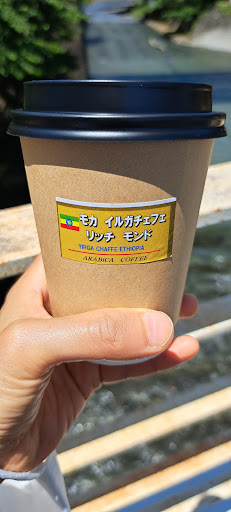 モカ イルガチェフェ
リッチ モンド
YIRGA CHAFFE ETHIOPIA
ARABICA COFFEE